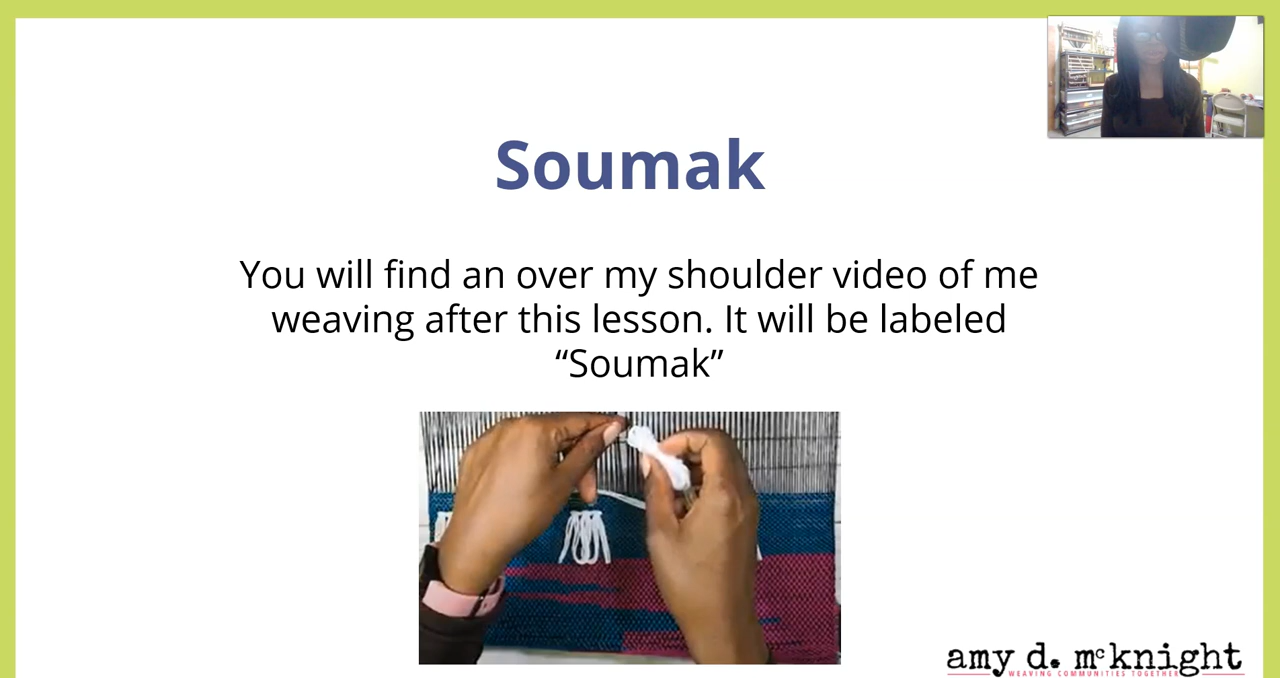 Soumak
You will find an over my shoulder video of me
weaving after this lesson. It will be labeled
“Soumak”
amy d. mcknight
WEAVING COMMUNITIES TOGETHER